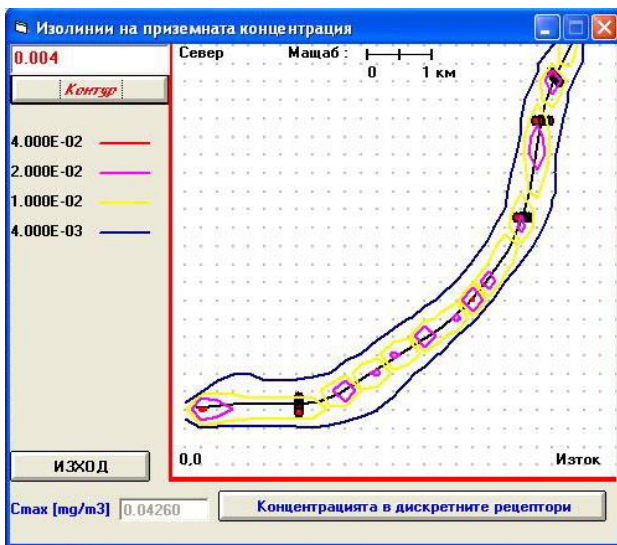 Изолинии на приземната концентрация
0.004
Север
Мащаб :
0 1 км
Контур
4.000E-02
2.000E-02
1.000E-02
4.000E-03
0,0
Изток
ИЗХОД
Cmax [mg/m3] 0.04260
Концентрацията в дискретните рецептори